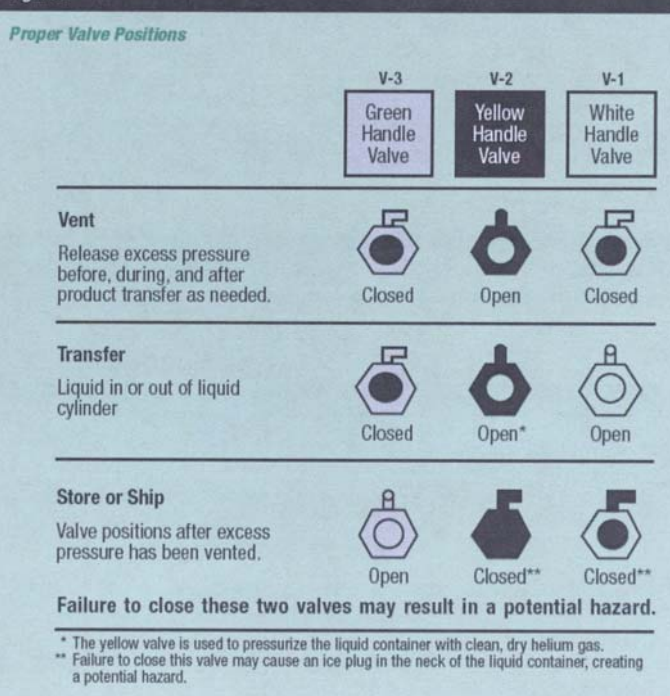 Proper Valve Positions
V-3 V-2 V-1
Green Yellow White
Handle Handle Handle
Valve Valve Valve
Vent
Release excess pressure
before, during, and after
product transfer as needed.
Closed Open Closed
Transfer
Liquid in or out of liquid
cylinder
Closed Open* Open
Store or Ship
Valve positions after excess
pressure has been vented.
Open Closed** Closed**
Failure to close these two valves may result in a potential hazard.
* The yellow valve is used to pressurize the liquid container with clean, dry helium gas.
** Failure to close this valve may cause an ice plug in the neck of the liquid container, creating
a potential hazard.